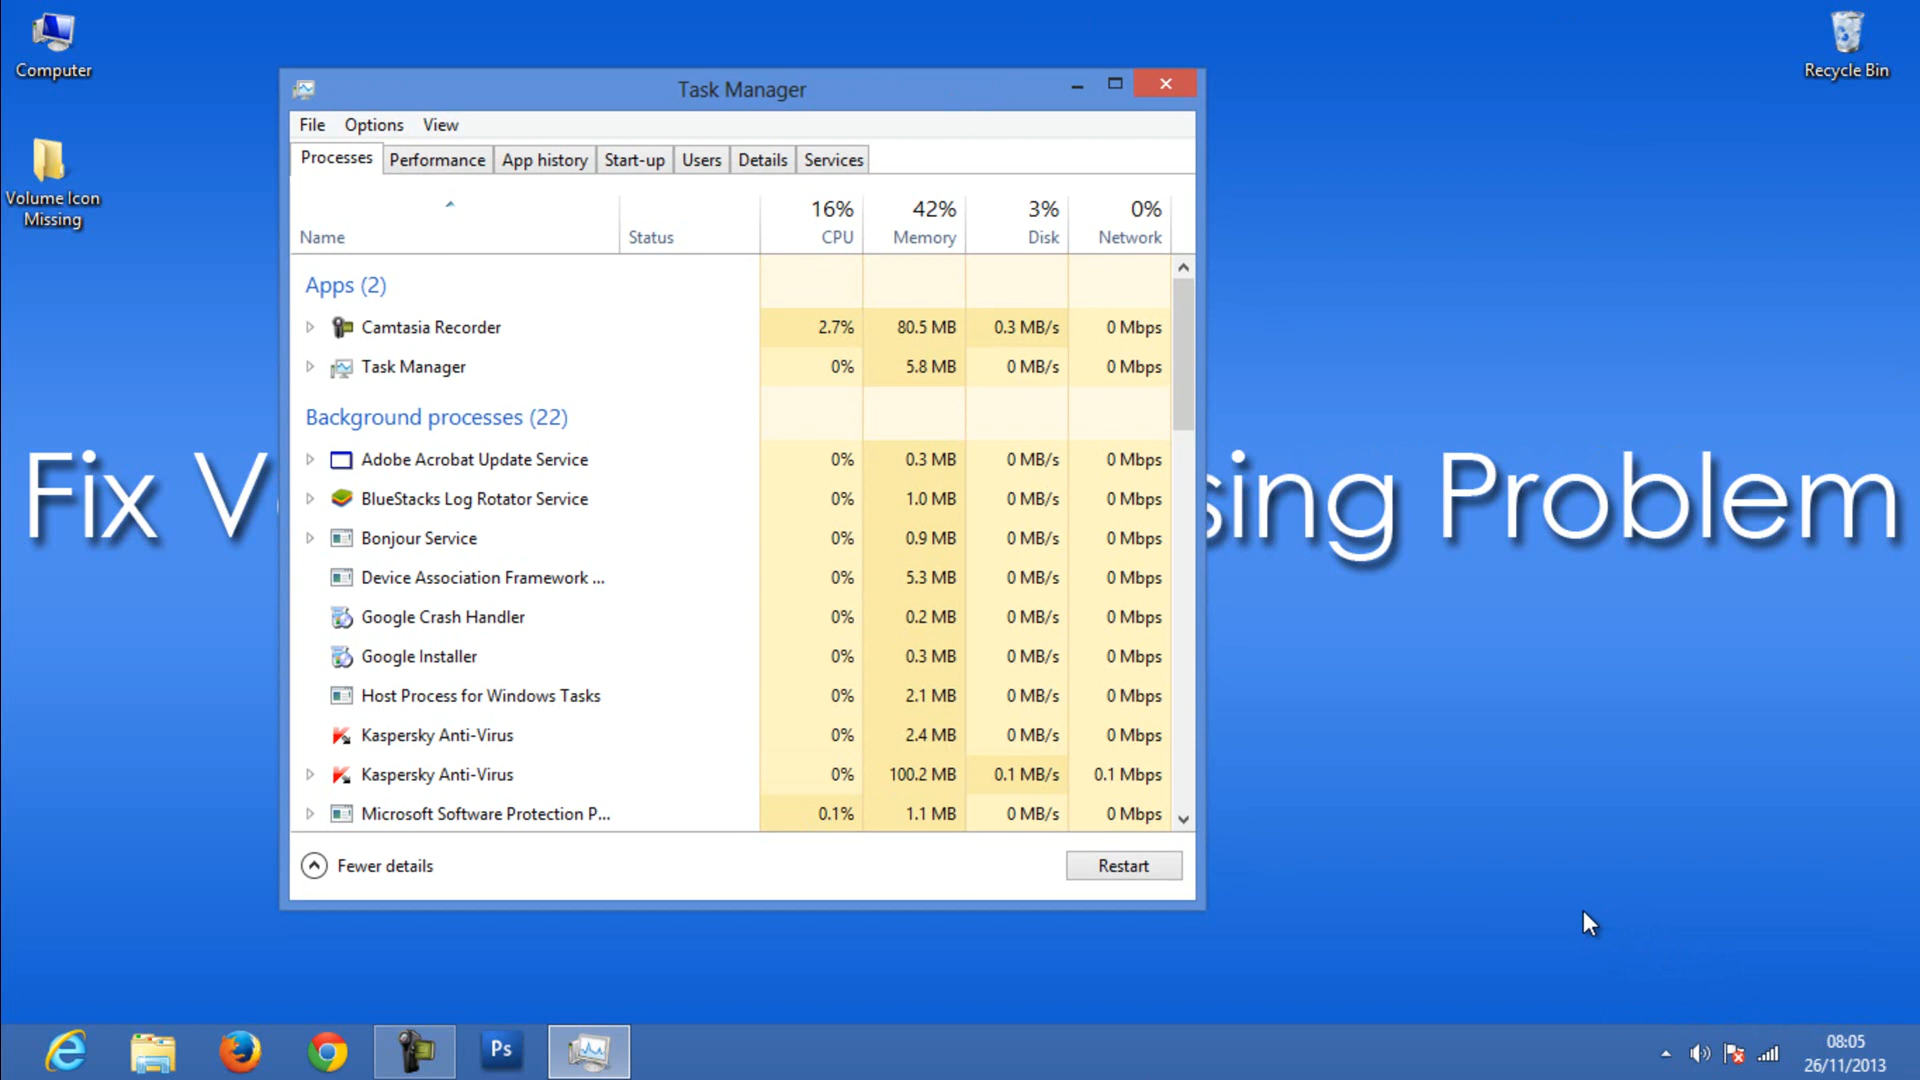 Computer
Recycle Bin
Volume Icon
Missing
Task Manager
File Options View
Processes Performance App history Start-up Users Details Services
16% 42% 3% 0%
Name Status CPU Memory Disk Network
Apps (2)
Camtasia Recorder 2.7% 80.5 MB 0.3 MB/s 0 Mbps
Task Manager 0% 5.8 MB 0 MB/s 0 Mbps
Background processes (22)
Adobe Acrobat Update Service 0% 0.3 MB 0 MB/s 0 Mbps
BlueStacks Log Rotator Service 0% 1.0 MB 0 MB/s 0 Mbps
Fix V sing Problem
Bonjour Service 0% 0.9 MB 0 MB/s 0 Mbps
Device Association Framework ... 0% 5.3 MB 0 MB/s 0 Mbps
Google Crash Handler 0% 0.2 MB 0 MB/s 0 Mbps
Google Installer 0% 0.3 MB 0 MB/s 0 Mbps
Host Process for Windows Tasks 0% 2.1 MB 0 MB/s 0 Mbps
Kaspersky Anti-Virus 0% 2.4 MB 0 MB/s 0 Mbps
Kaspersky Anti-Virus 0% 100.2 MB 0.1 MB/s 0.1 Mbps
Microsoft Software Protection P... 0.1% 1.1 MB 0 MB/s 0 Mbps
Fewer details Restart
Ps
08:05
26/11/2013